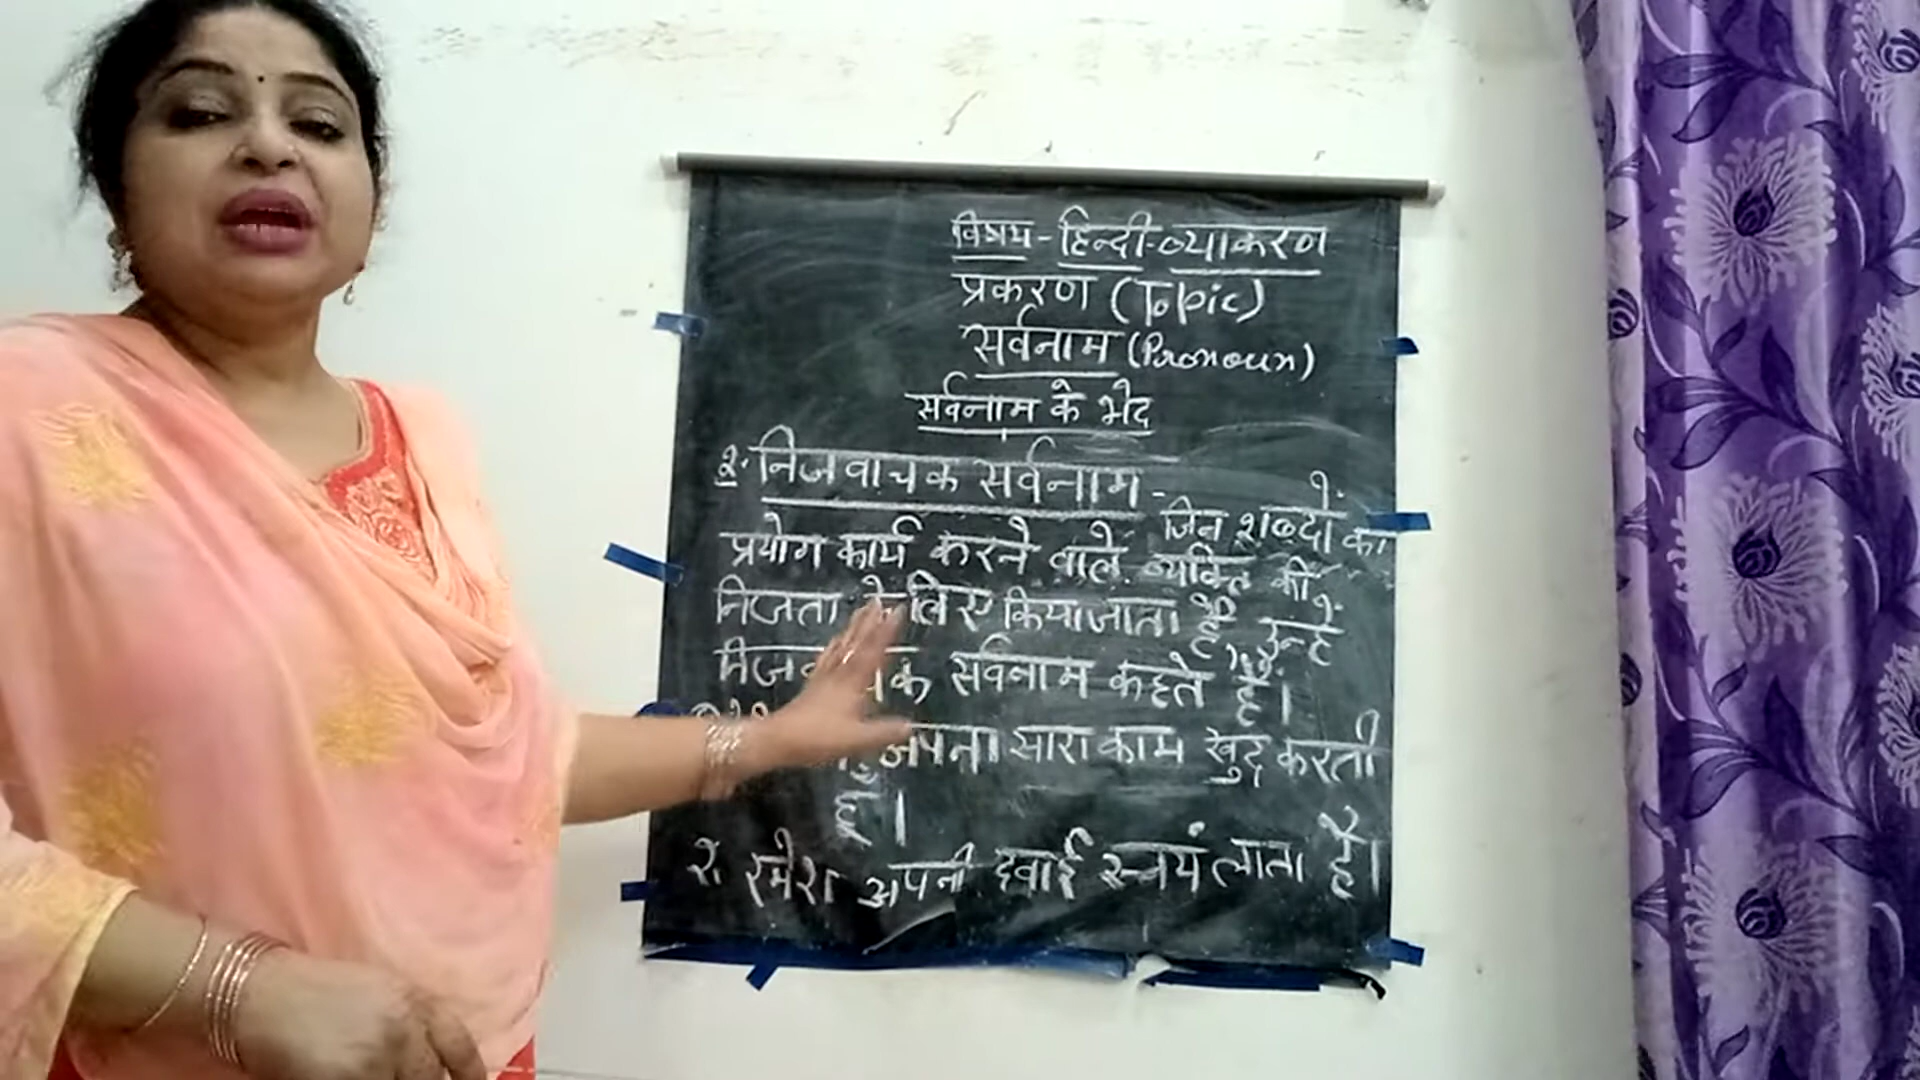 विषय - हिन्दी-व्याकरण
प्रकरण (Topic)
सर्वनाम (Pronoun)
सर्वनाम के भेद
२. निजवाचक सर्वनाम - जिन शब्दों का
प्रयोग कार्य करने वाले व्यक्ति की
निजता के लिए किया जाता है, उन्हें
सर्वनाम कहते हैं।
अपना सारा काम खुद करती
हूँ।
२. रमेश अपनी दवाई स्वयं लाता है।